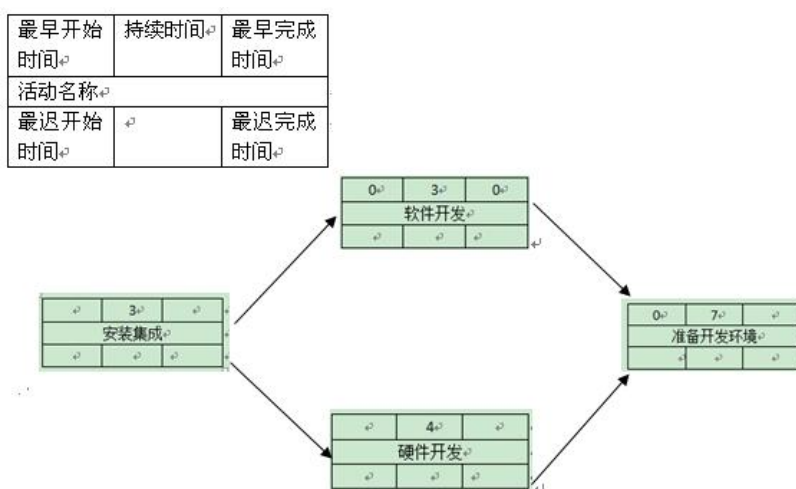 最早开始 持续时间 最早完成
时间 时间
活动名称
最迟开始 最迟完成
时间 时间
0 3 0
软件开发
3
安装集成
0 7
准备开发环境
4
硬件开发